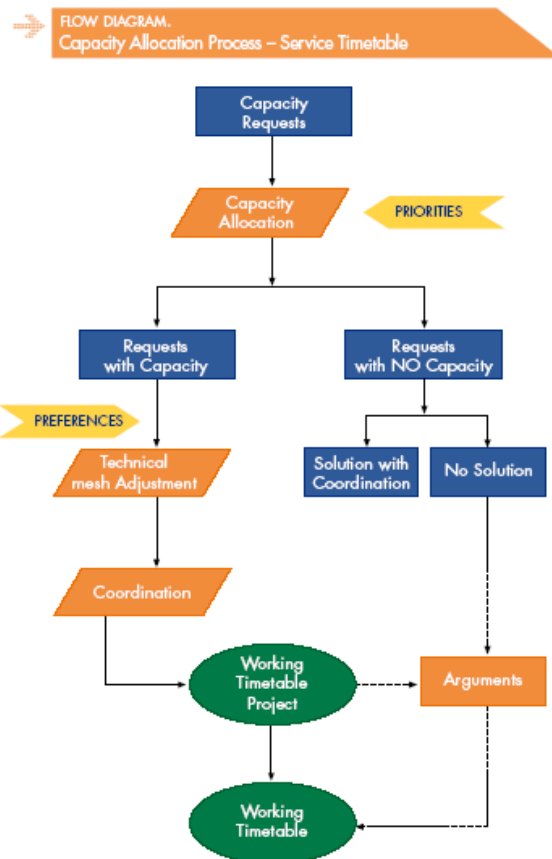 FLOW DIAGRAM.
Capacity Allocation Process – Service Timetable
Capacity
Requests
Capacity
Allocation
PRIORITIES
Requests
with Capacity
Requests
with NO Capacity
PREFERENCES
Technical
mesh Adjustment
Solution with
Coordination
No Solution
Coordination
Working
Timetable
Project
Arguments
Working
Timetable